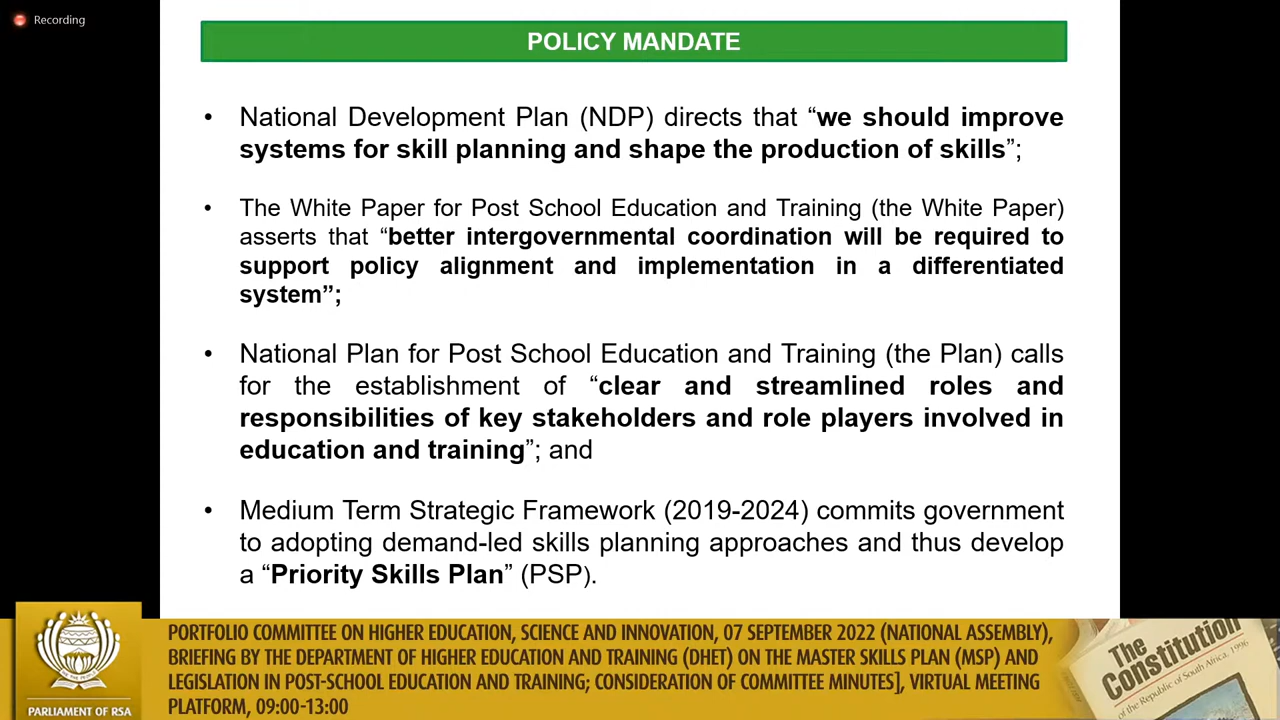 Recording
POLICY MANDATE
• National Development Plan (NDP) directs that “we should improve
systems for skill planning and shape the production of skills”;
• The White Paper for Post School Education and Training (the White Paper)
asserts that “better intergovernmental coordination will be required to
support policy alignment and implementation in a differentiated
system”;
• National Plan for Post School Education and Training (the Plan) calls
for the establishment of “clear and streamlined roles and
responsibilities of key stakeholders and role players involved in
education and training”; and
• Medium Term Strategic Framework (2019-2024) commits government
to adopting demand-led skills planning approaches and thus develop
a “Priority Skills Plan” (PSP).
PORTFOLIO COMMITTEE ON HIGHER EDUCATION, SCIENCE AND INNOVATION, 07 SEPTEMBER 2022 (NATIONAL ASSEMBLY),
BRIEFING BY THE DEPARTMENT OF HIGHER EDUCATION AND TRAINING (DHET) ON THE MASTER SKILLS PLAN (MSP) AND
LEGISLATION IN POST-SCHOOL EDUCATION AND TRAINING; CONSIDERATION OF COMMITTEE MINUTES], VIRTUAL MEETING
PLATFORM, 09:00-13:00
PARLIAMENT OF RSA
The
Constitution
of the Republic of South Africa, 1996